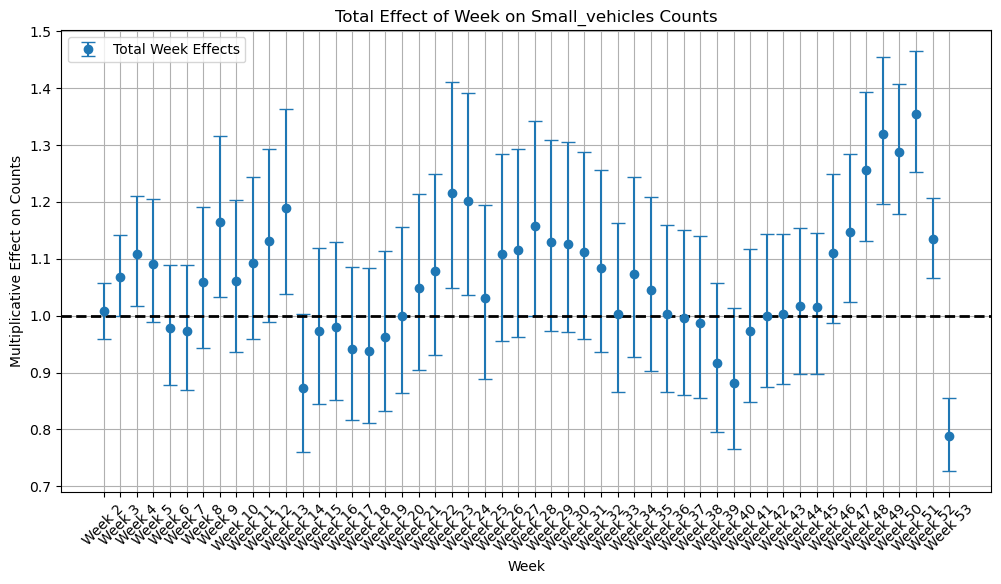 Total Effect of Week on Small_vehicles Counts
Total Week Effects
Multiplicative Effect on Counts
1.5
1.4
1.3
1.2
1.1
1.0
0.9
0.8
0.7
Week 2
Week 3
Week 4
Week 5
Week 6
Week 7
Week 8
Week 9
Week 10
Week 11
Week 12
Week 13
Week 14
Week 15
Week 16
Week 17
Week 18
Week 19
Week 20
Week 21
Week 22
Week 23
Week 24
Week 25
Week 26
Week 27
Week 28
Week 29
Week 30
Week 31
Week 32
Week 33
Week 34
Week 35
Week 36
Week 37
Week 38
Week 39
Week 40
Week 41
Week 42
Week 43
Week 44
Week 45
Week 46
Week 47
Week 48
Week 49
Week 50
Week 51
Week 52
Week 53
Week